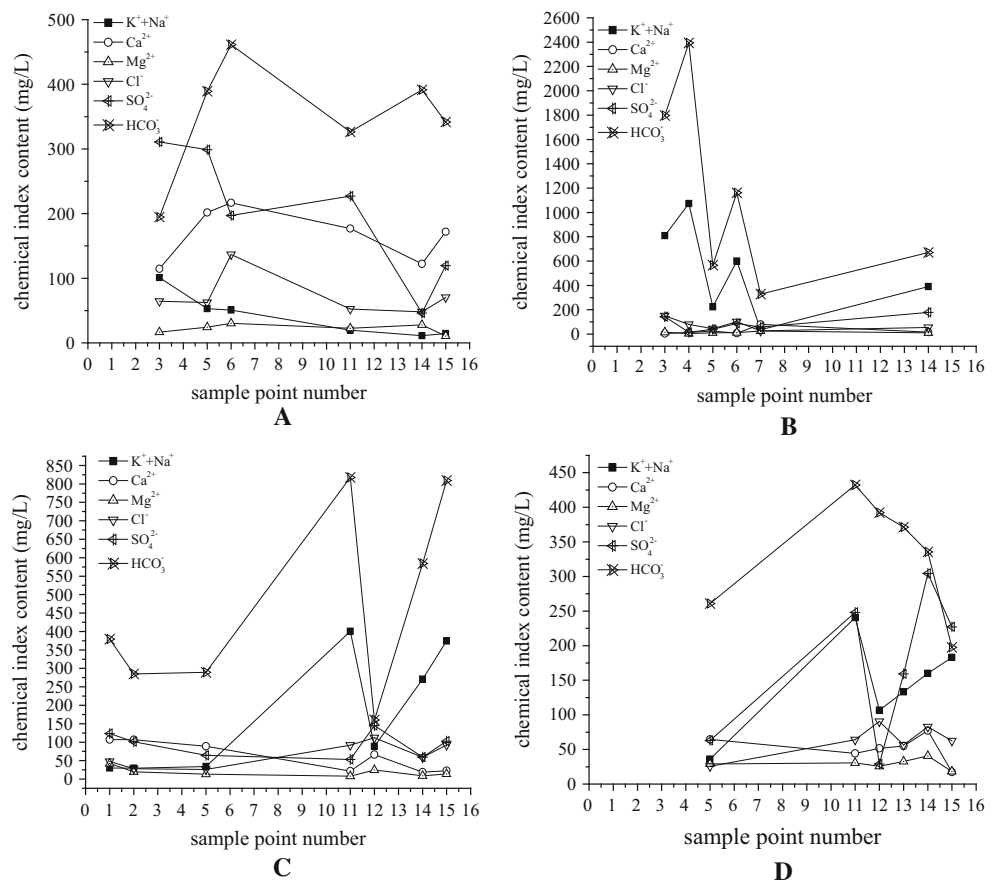 500
400
300
200
100
0
K⁺+Na⁺
Ca²⁺
Mg²⁺
Cl⁻
SO₄²⁻
HCO₃⁻
chemical index content (mg/L)
0 1 2 3 4 5 6 7 8 9 10 11 12 13 14 15 16
sample point number
A
2600
2400
2200
2000
1800
1600
1400
1200
1000
800
600
400
200
0
K⁺+Na⁺
Ca²⁺
Mg²⁺
Cl⁻
SO₄²⁻
HCO₃⁻
chemical index content (mg/L)
0 1 2 3 4 5 6 7 8 9 10 11 12 13 14 15 16
sample point number
B
850
800
750
700
650
600
550
500
450
400
350
300
250
200
150
100
50
0
K⁺+Na⁺
Ca²⁺
Mg²⁺
Cl⁻
SO₄²⁻
HCO₃⁻
chemical index content (mg/L)
0 1 2 3 4 5 6 7 8 9 10 11 12 13 14 15 16
sample point number
C
450
400
350
300
250
200
150
100
50
0
K⁺+Na⁺
Ca²⁺
Mg²⁺
Cl⁻
SO₄²⁻
HCO₃⁻
chemical index content (mg/L)
0 1 2 3 4 5 6 7 8 9 10 11 12 13 14 15 16
sample point number
D